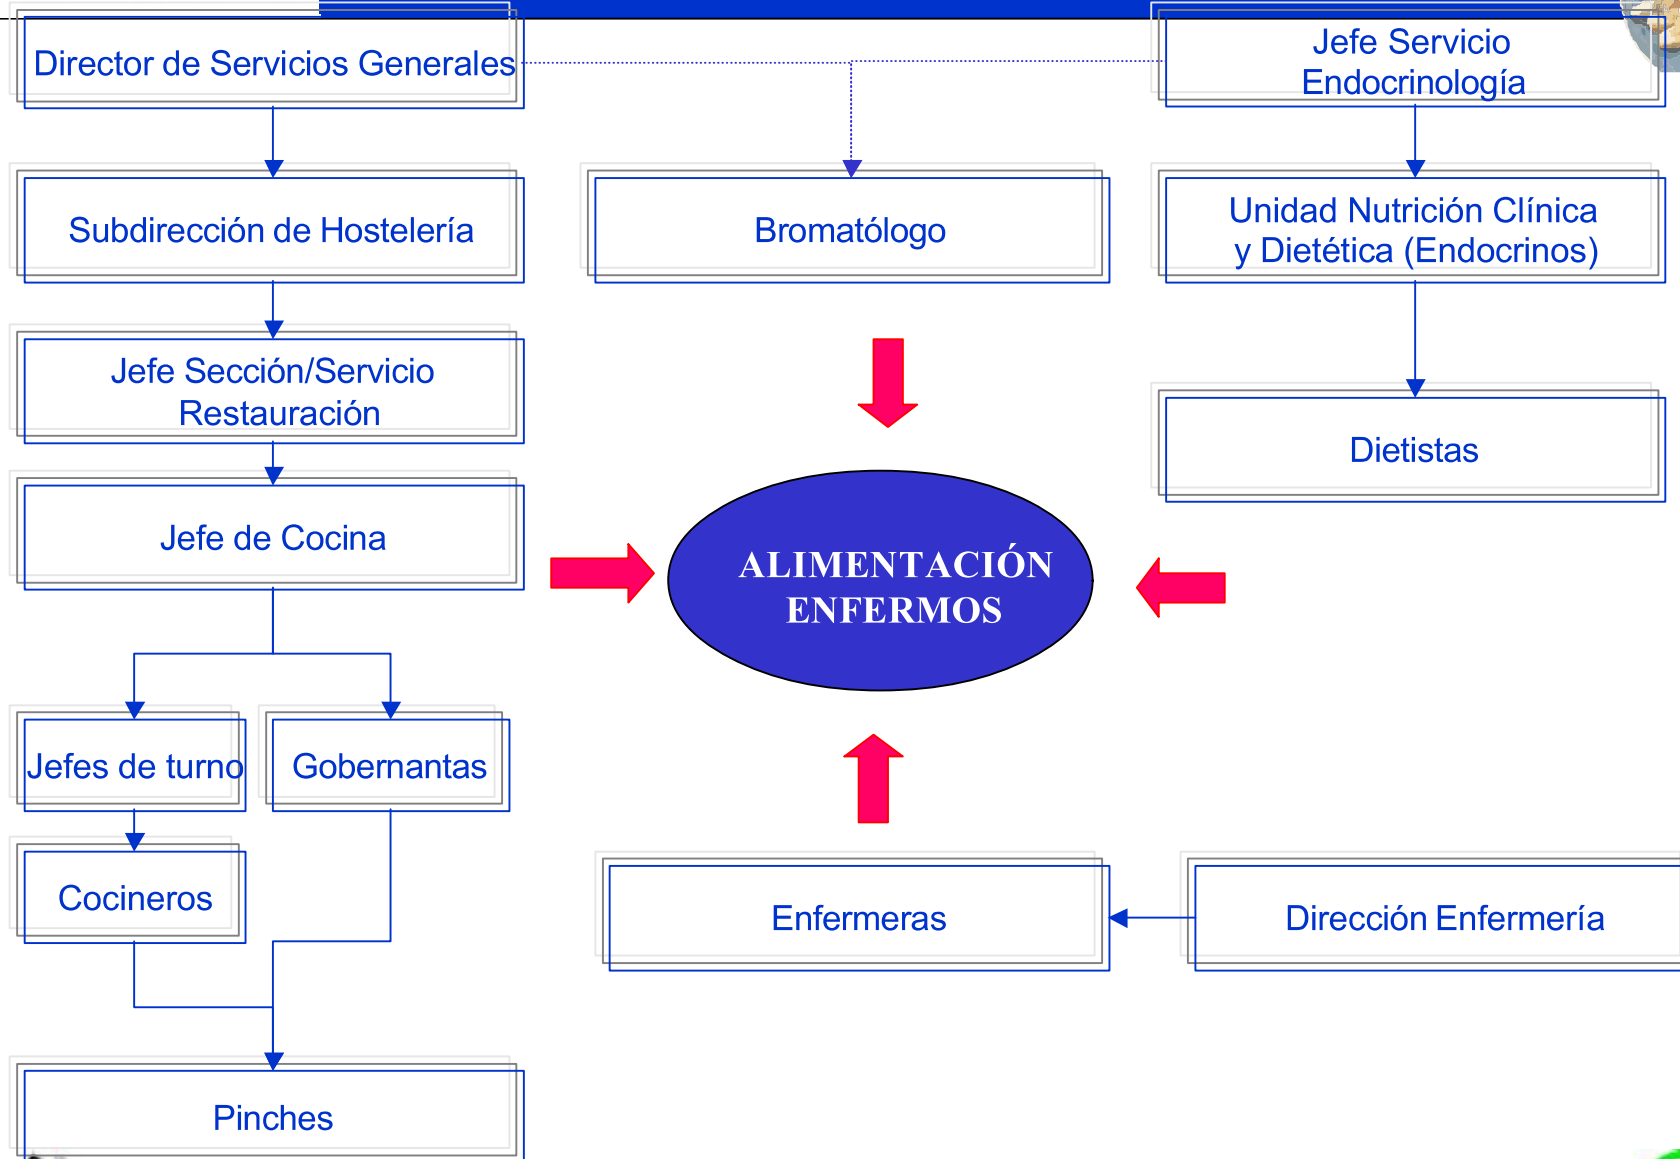 Director de Servicios Generales
Jefe Servicio
Endocrinología
Subdirección de Hostelería
Bromatólogo
Unidad Nutrición Clínica
y Dietética (Endocrinos)
Jefe Sección/Servicio
Restauración
Dietistas
Jefe de Cocina
ALIMENTACIÓN
ENFERMOS
Jefes de turno
Gobernantas
Cocineros
Enfermeras
Dirección Enfermería
Pinches